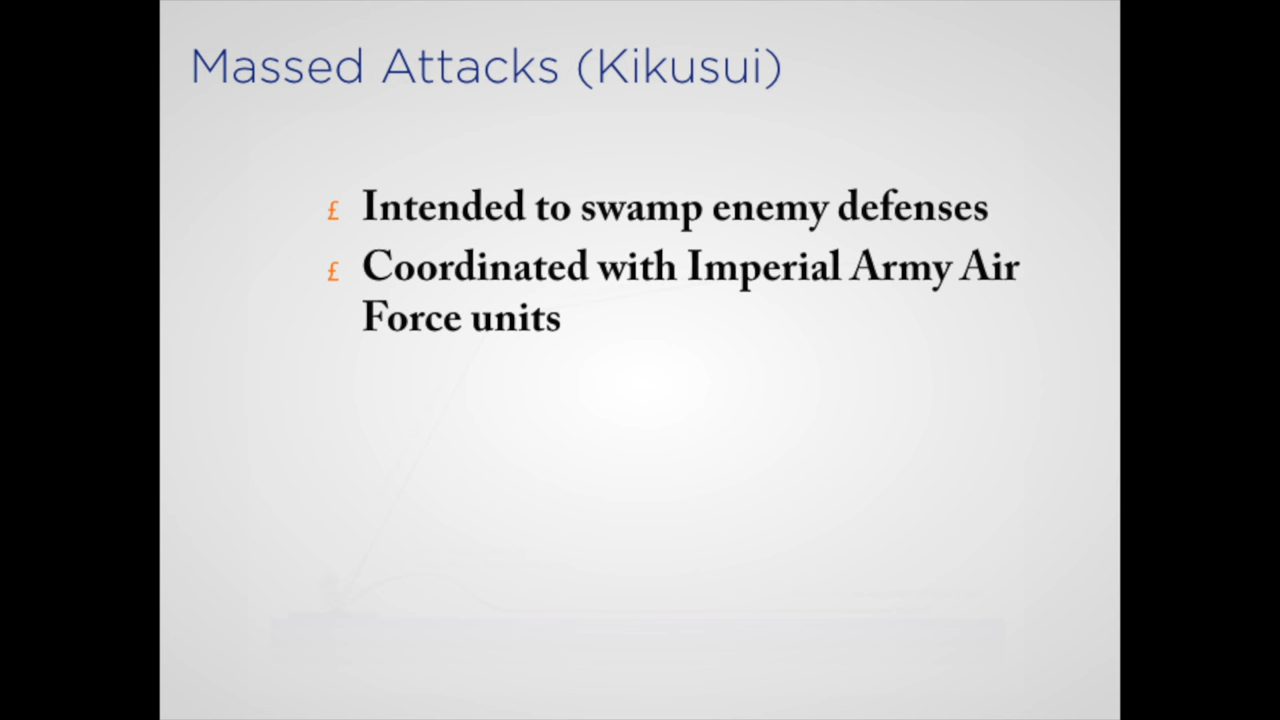 Massed Attacks (Kikusui)
£ Intended to swamp enemy defenses
£ Coordinated with Imperial Army Air
Force units